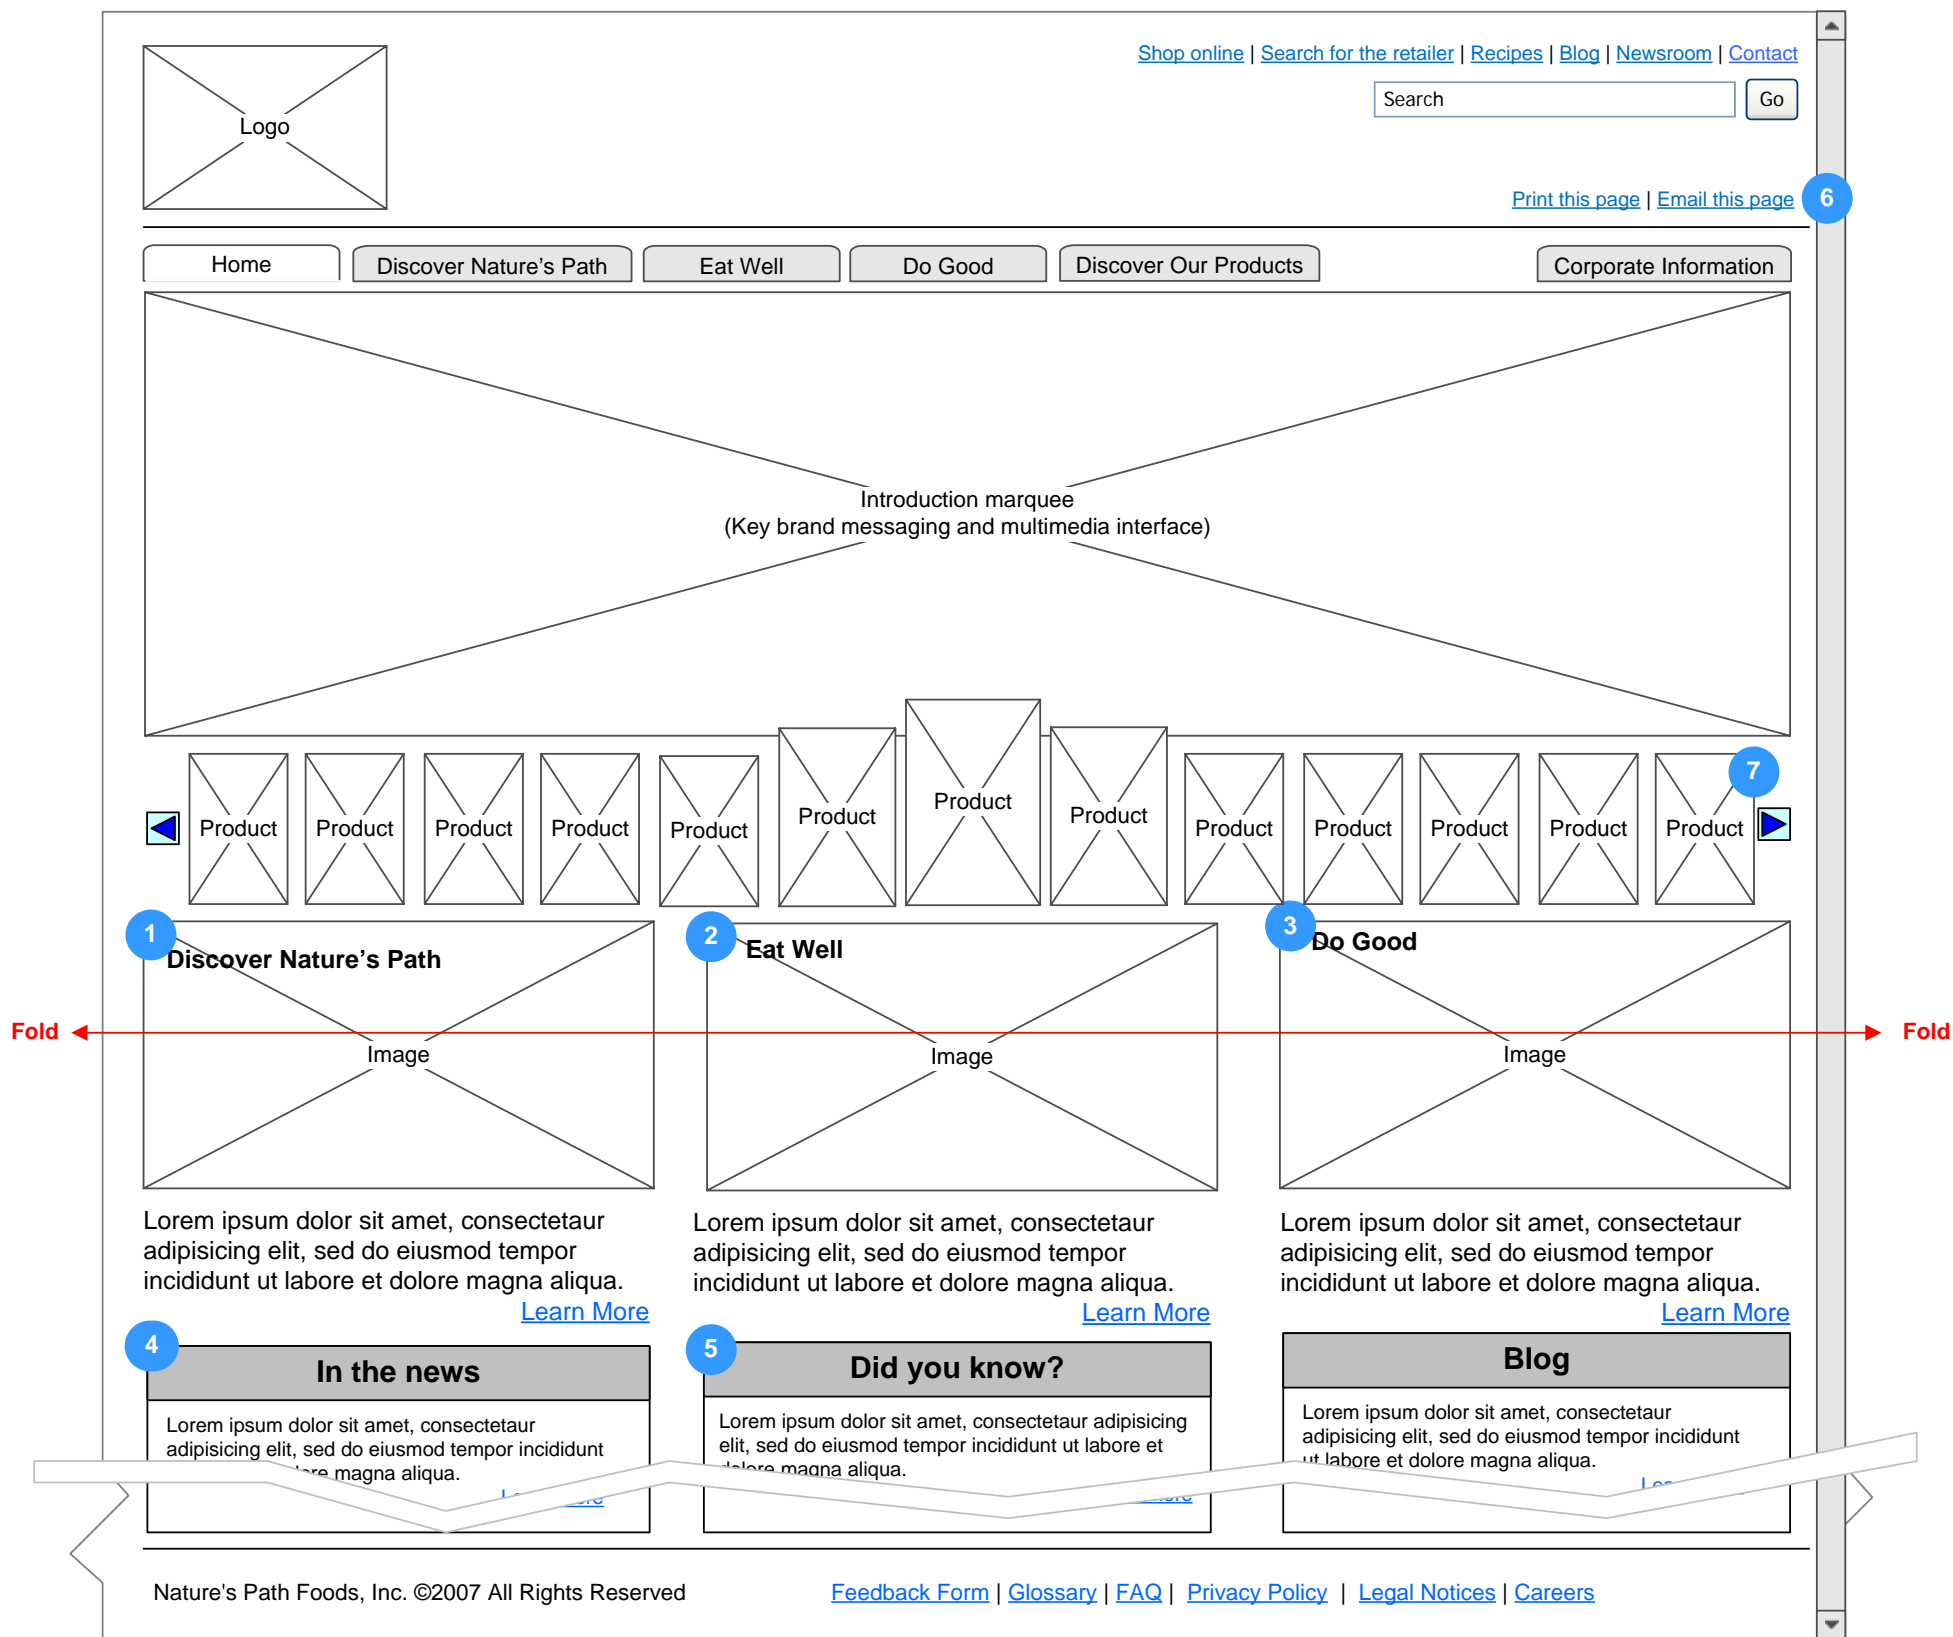 Shop online | Search for the retailer | Recipes | Blog | Newsroom | Contact
Search
Go
Logo
Print this page | Email this page
6
Home
Discover Nature's Path
Eat Well
Do Good
Discover Our Products
Corporate Information
Introduction marquee
(Key brand messaging and multimedia interface)
Product
Product
Product
Product
Product
Product
Product
Product
Product
Product
Product
Product
Product
7
1
Discover Nature's Path
Image
2
Eat Well
Image
3
Do Good
Image
Fold
Fold
Lorem ipsum dolor sit amet, consectetaur
adipisicing elit, sed do eiusmod tempor
incididunt ut labore et dolore magna aliqua.
Learn More
Lorem ipsum dolor sit amet, consectetaur
adipisicing elit, sed do eiusmod tempor
incididunt ut labore et dolore magna aliqua.
Learn More
Lorem ipsum dolor sit amet, consectetaur
adipisicing elit, sed do eiusmod tempor
incididunt ut labore et dolore magna aliqua.
Learn More
4
In the news
Lorem ipsum dolor sit amet, consectetaur
adipisicing elit, sed do eiusmod tempor incididunt
magna aliqua.
5
Did you know?
Lorem ipsum dolor sit amet, consectetaur adipisicing
elit, sed do eiusmod tempor incididunt ut labore et
dolore magna aliqua.
Blog
Lorem ipsum dolor sit amet, consectetaur
adipisicing elit, sed do eiusmod tempor incididunt
ut labore et dolore magna aliqua.
Nature's Path Foods, Inc. ©2007 All Rights Reserved
Feedback Form | Glossary | FAQ | Privacy Policy | Legal Notices | Careers